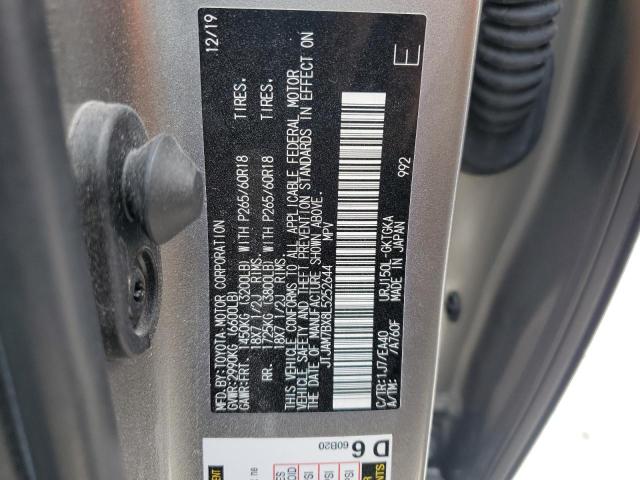 MFD.BY:TOYOTA MOTOR CORPORATION 12/19
GVWR:2990KG (6600LB)
GAWR:FRT. 1450KG (3200LB) WITH P265/60R18 TIRES.
18X7 1/2J RIMS.
RR. 1725KG (3800LB) WITH P265/60R18 TIRES.
18X7 1/2J RIMS.
THIS VEHICLE CONFORMS TO ALL APPLICABLE FEDERAL MOTOR
VEHICLE SAFETY AND THEFT PREVENTION STANDARDS IN EFFECT ON
THE DATE OF MANUFACTURE SHOWN ABOVE.
JTJAM7BX8L5252644 MPV
C/TR:1J7/EA40 URJ150L-GKTGKA
A/TM: /A760F MADE IN JAPAN
992
E
D 6
60B20